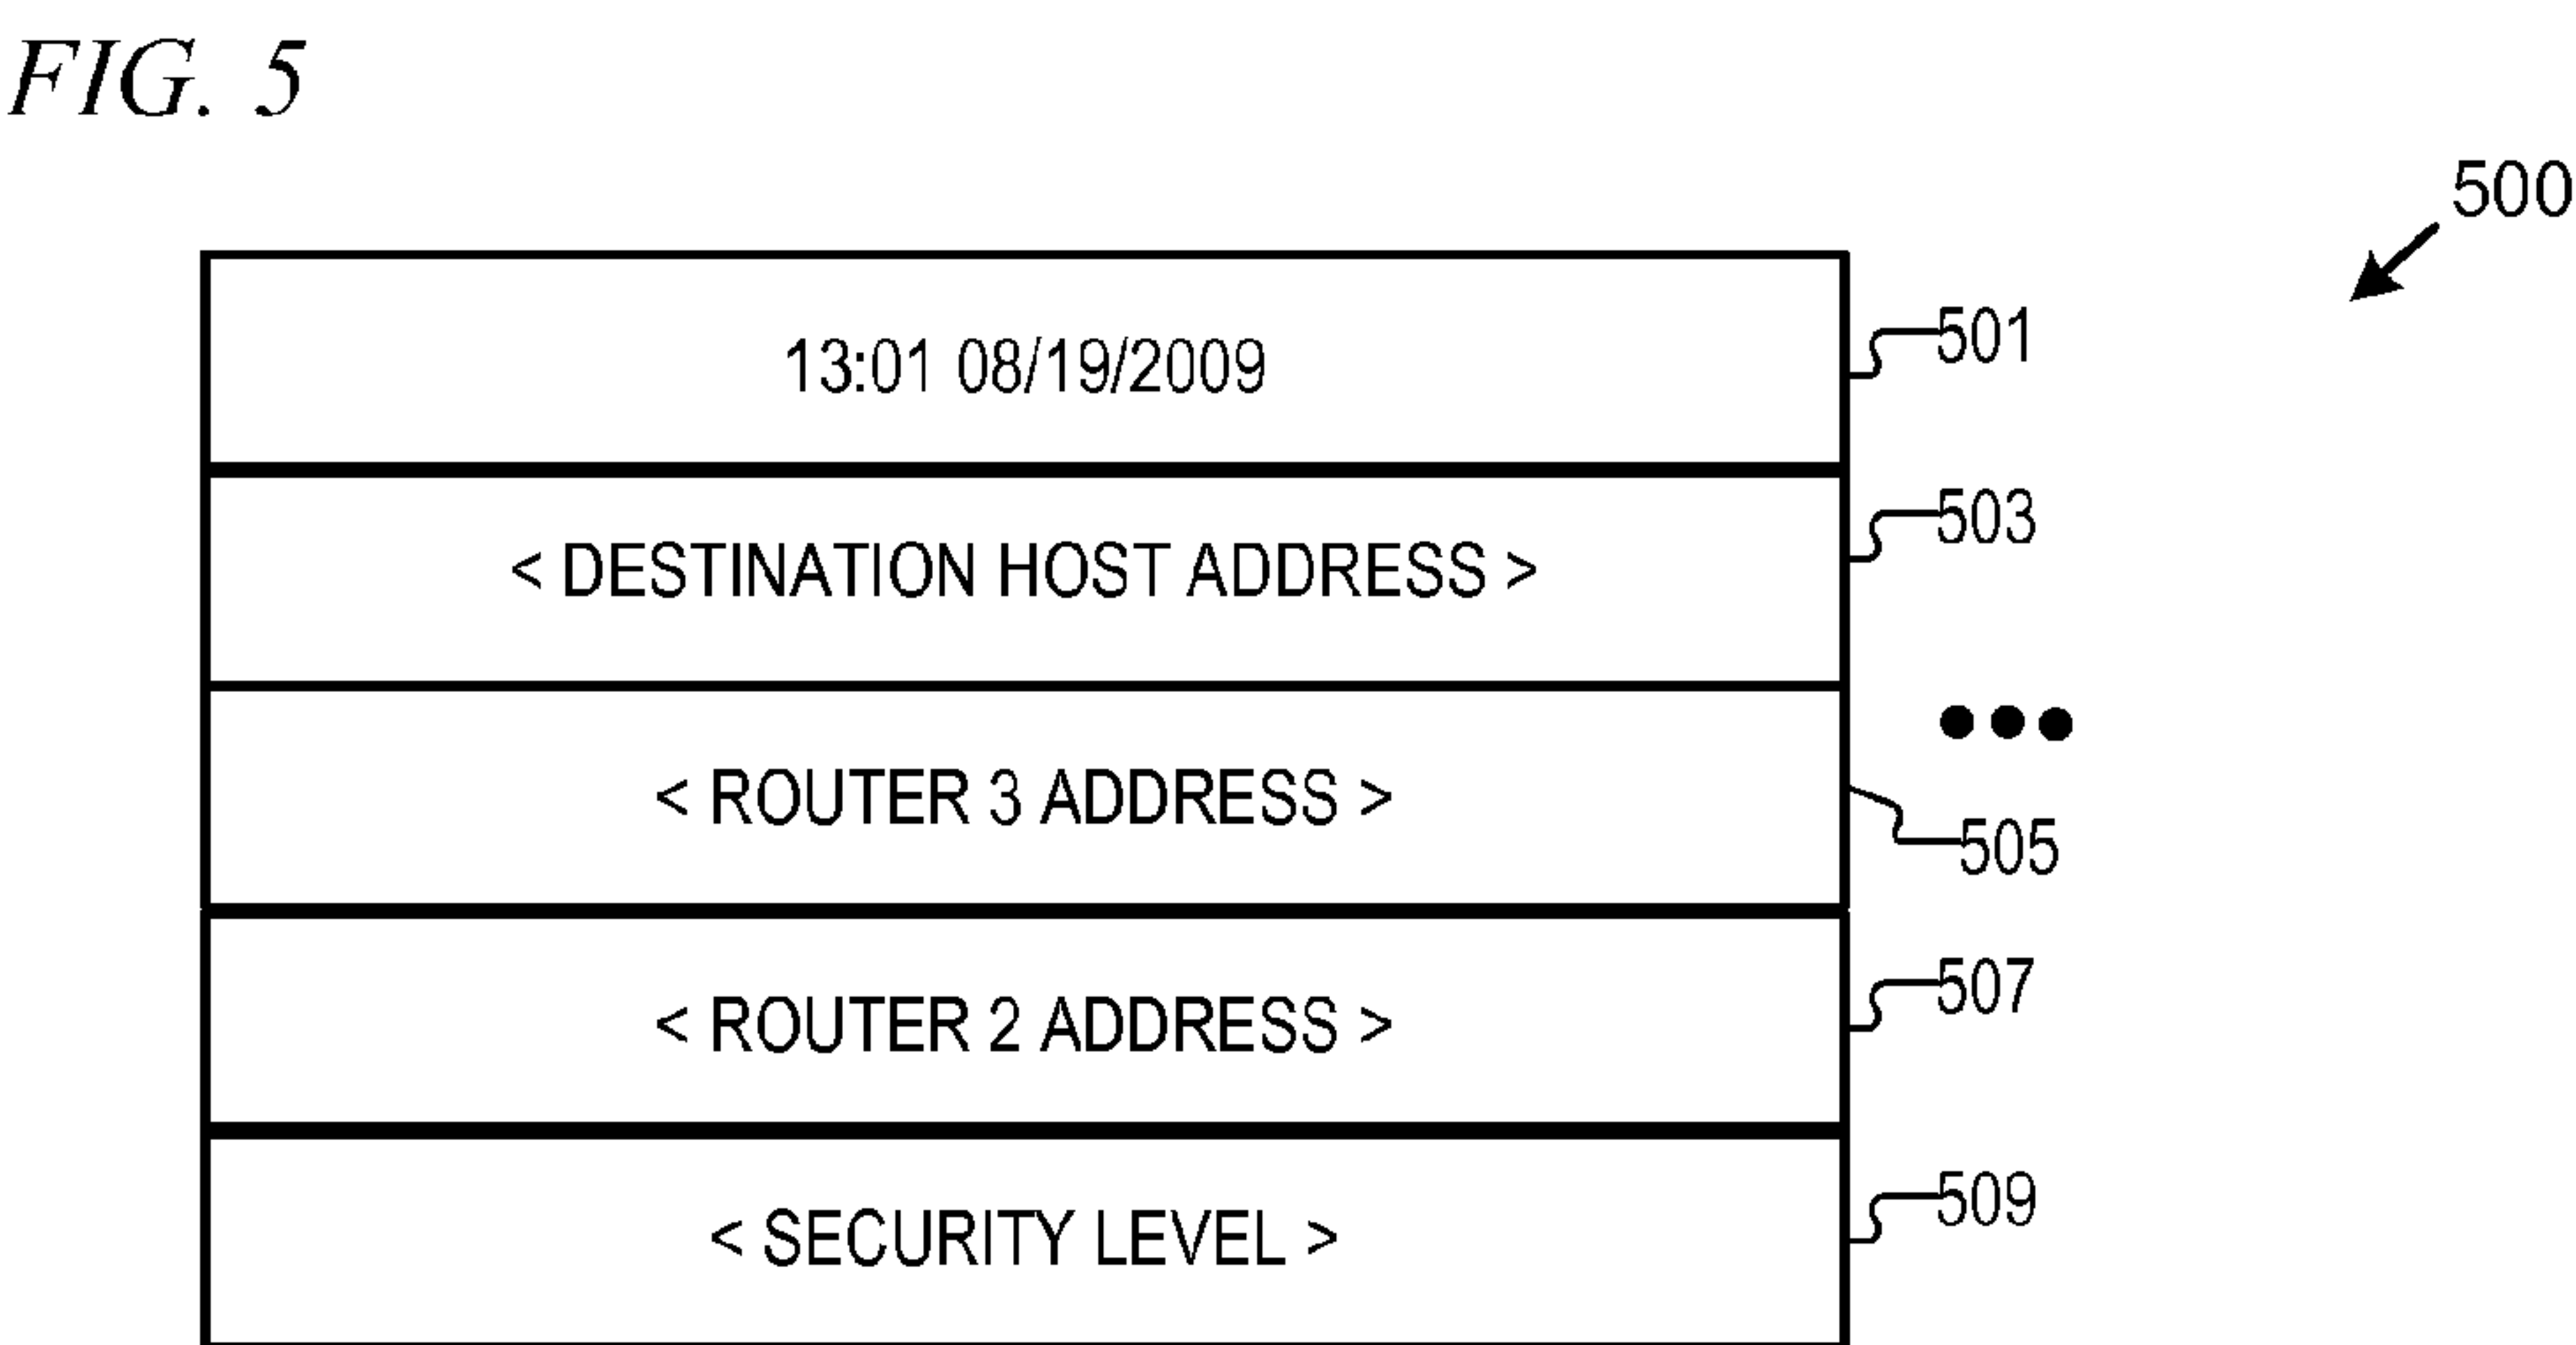 FIG. 5
500
13:01 08/19/2009
501
< DESTINATION HOST ADDRESS >
503
< ROUTER 3 ADDRESS >
505
< ROUTER 2 ADDRESS >
507
< SECURITY LEVEL >
509